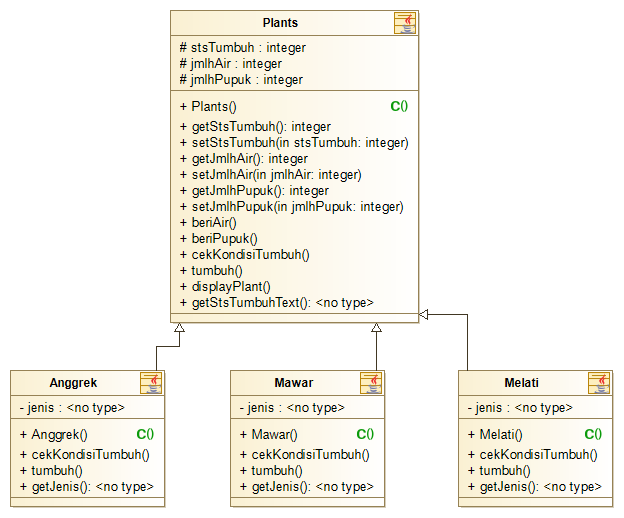 Plants
# stsTumbuh : integer
# jmlhAir : integer
# jmlhPupuk : integer
+ Plants() C()
+ getStsTumbuh(): integer
+ setStsTumbuh(in stsTumbuh: integer)
+ getJmlhAir(): integer
+ setJmlhAir(in jmlhAir: integer)
+ getJmlhPupuk(): integer
+ setJmlhPupuk(in jmlhPupuk: integer)
+ beriAir()
+ beriPupuk()
+ cekKondisiTumbuh()
+ tumbuh()
+ displayPlant()
+ getStsTumbuhText(): <no type>
Anggrek
- jenis : <no type>
+ Anggrek() C()
+ cekKondisiTumbuh()
+ tumbuh()
+ getJenis(): <no type>
Mawar
- jenis : <no type>
+ Mawar() C()
+ cekKondisiTumbuh()
+ tumbuh()
+ getJenis(): <no type>
Melati
- jenis : <no type>
+ Melati() C()
+ cekKondisiTumbuh()
+ tumbuh()
+ getJenis(): <no type>